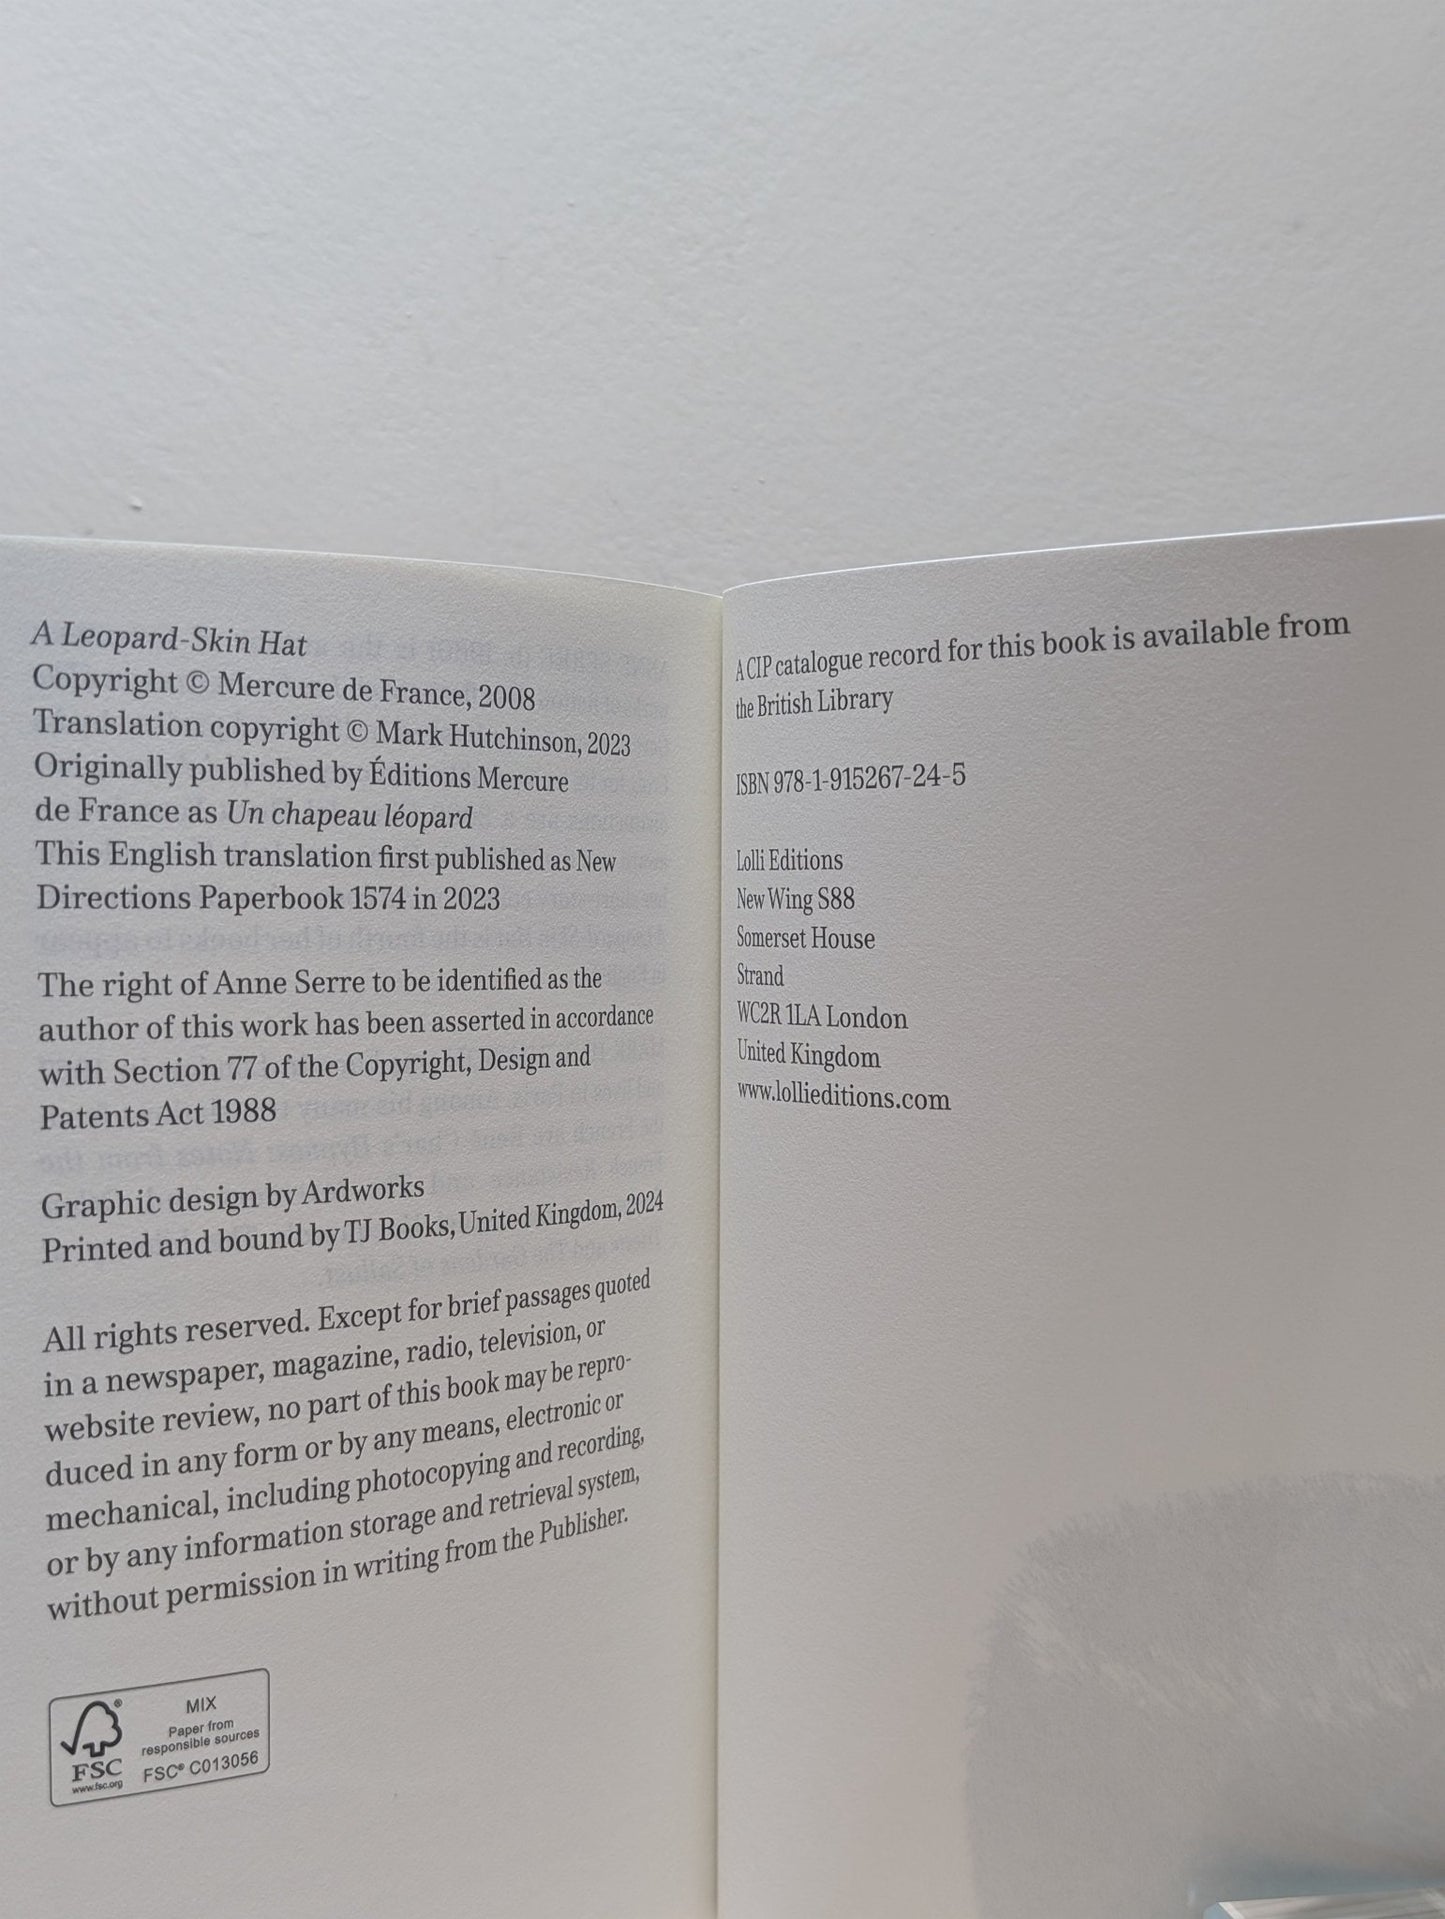 A Leopard-Skin Hat
Copyright © Mercure de France, 2008
Translation copyright © Mark Hutchinson, 2023
Originally published by Éditions Mercure
de France as Un chapeau léopard
This English translation first published as New
Directions Paperbook 1574 in 2023
The right of Anne Serre to be identified as the
author of this work has been asserted in accordance
with Section 77 of the Copyright, Design and
Patents Act 1988
Graphic design by Ardworks
Printed and bound by TJ Books, United Kingdom, 2024
All rights reserved. Except for brief passages quoted
in a newspaper, magazine, radio, television, or
website review, no part of this book may be repro-
duced in any form or by any means, electronic or
mechanical, including photocopying and recording,
or by any information storage and retrieval system,
without permission in writing from the Publisher.
FSC
www.fsc.org
MIX
Paper from
responsible sources
FSC® C013056
A CIP catalogue record for this book is available from
the British Library
ISBN 978-1-915267-24-5
Lolli Editions
New Wing S88
Somerset House
Strand
WC2R 1LA London
United Kingdom
www.lollieditions.com